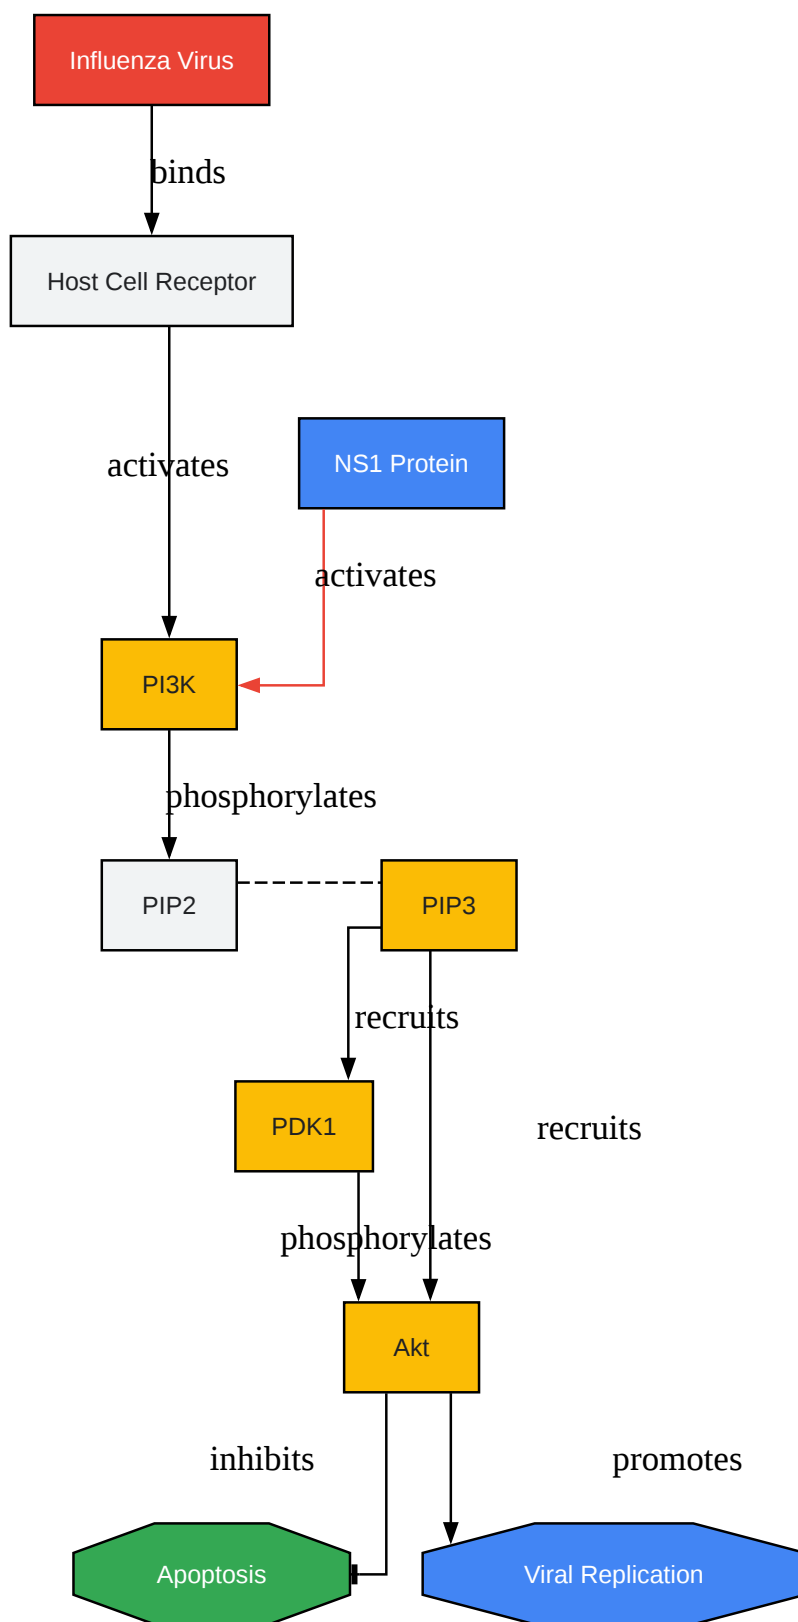 Influenza Virus
binds
Host Cell Receptor
activates
NS1 Protein
activates
PI3K
phosphorylates
PIP2
PIP3
recruits
PDK1
recruits
phosphorylates
Akt
inhibits
promotes
Apoptosis
Viral Replication